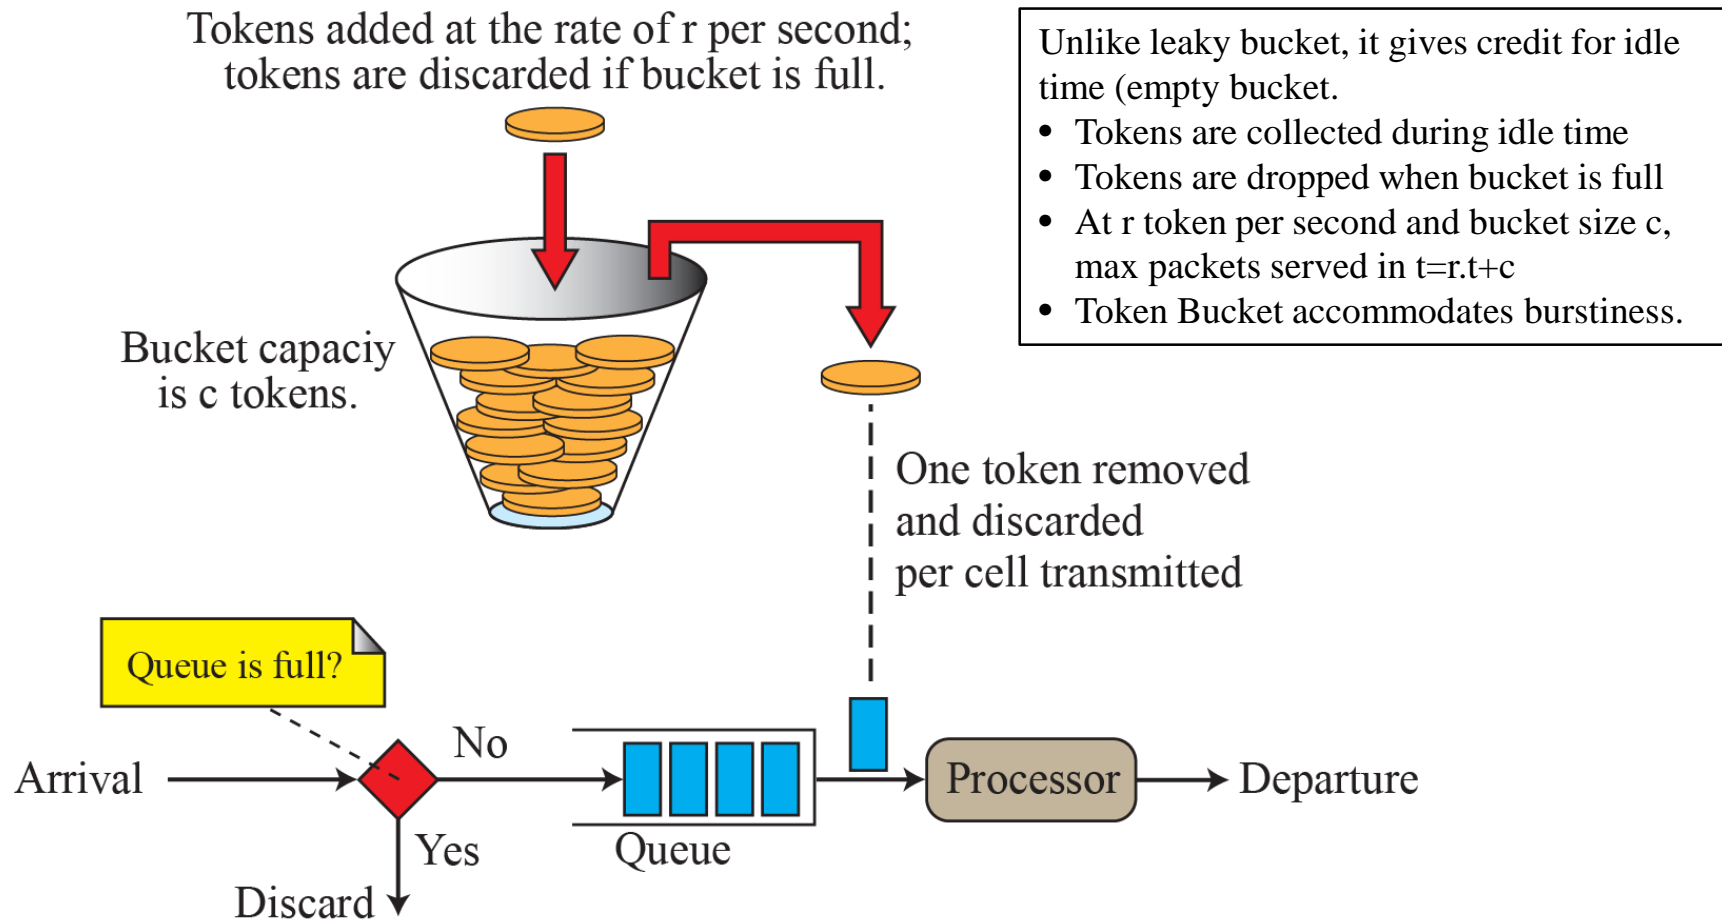 Tokens added at the rate of r per second;
tokens are discarded if bucket is full.
Unlike leaky bucket, it gives credit for idle
time (empty bucket.
• Tokens are collected during idle time
• Tokens are dropped when bucket is full
• At r token per second and bucket size c,
max packets served in t=r.t+c
• Token Bucket accommodates burstiness.
Bucket capaciy
is c tokens.
One token removed
and discarded
per cell transmitted
Queue is full?
Arrival
No
Yes
Discard
Queue
Processor
Departure